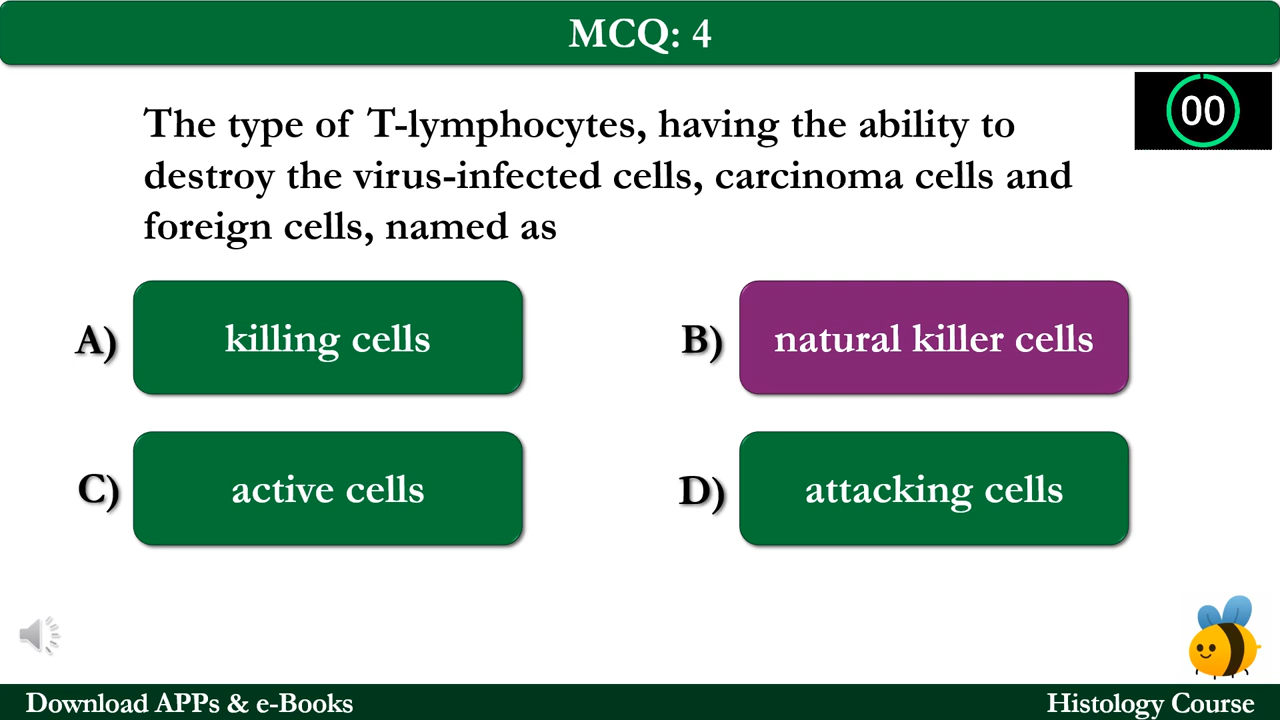 MCQ: 4
00
The type of T-lymphocytes, having the ability to
destroy the virus-infected cells, carcinoma cells and
foreign cells, named as
A) killing cells
B) natural killer cells
C) active cells
D) attacking cells
Download APPs & e-Books
Histology Course